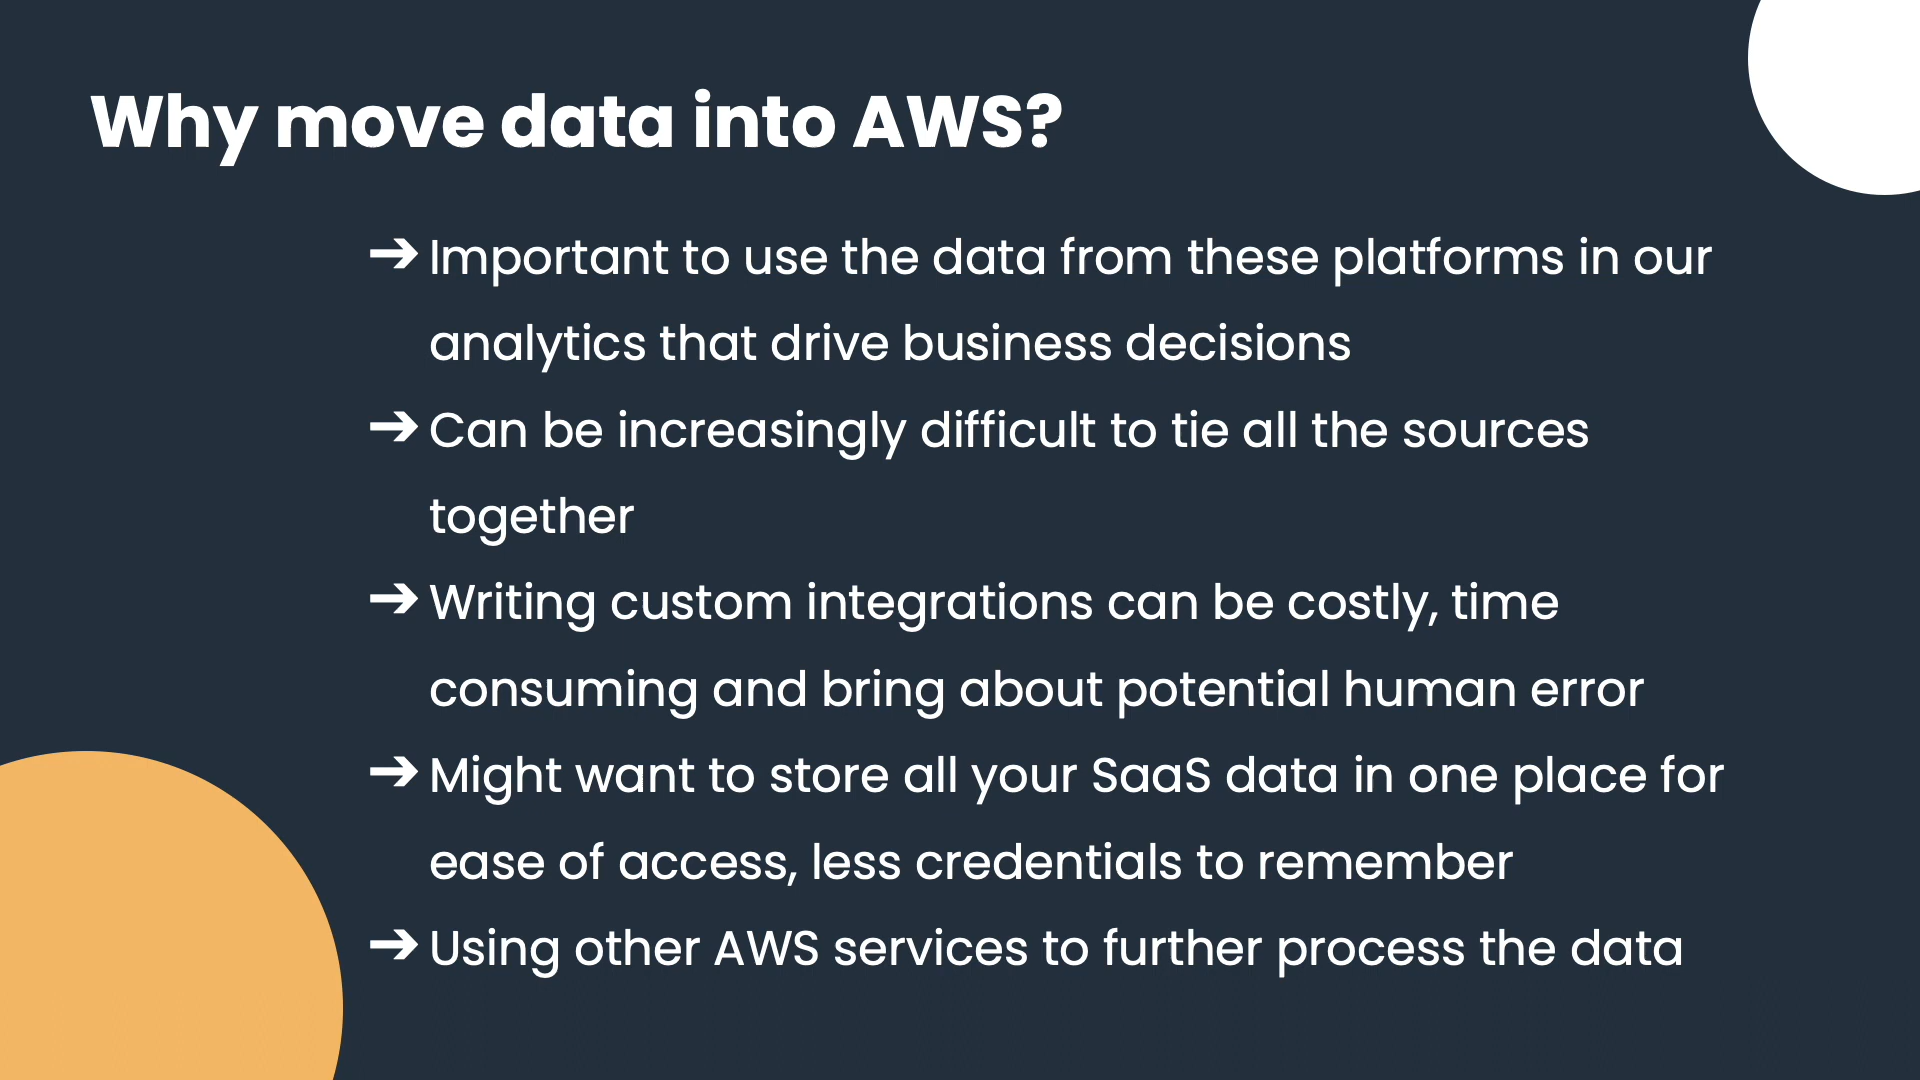 Why move data into AWS?
➔ Important to use the data from these platforms in our
analytics that drive business decisions
➔ Can be increasingly difficult to tie all the sources
together
➔ Writing custom integrations can be costly, time
consuming and bring about potential human error
➔ Might want to store all your SaaS data in one place for
ease of access, less credentials to remember
➔ Using other AWS services to further process the data